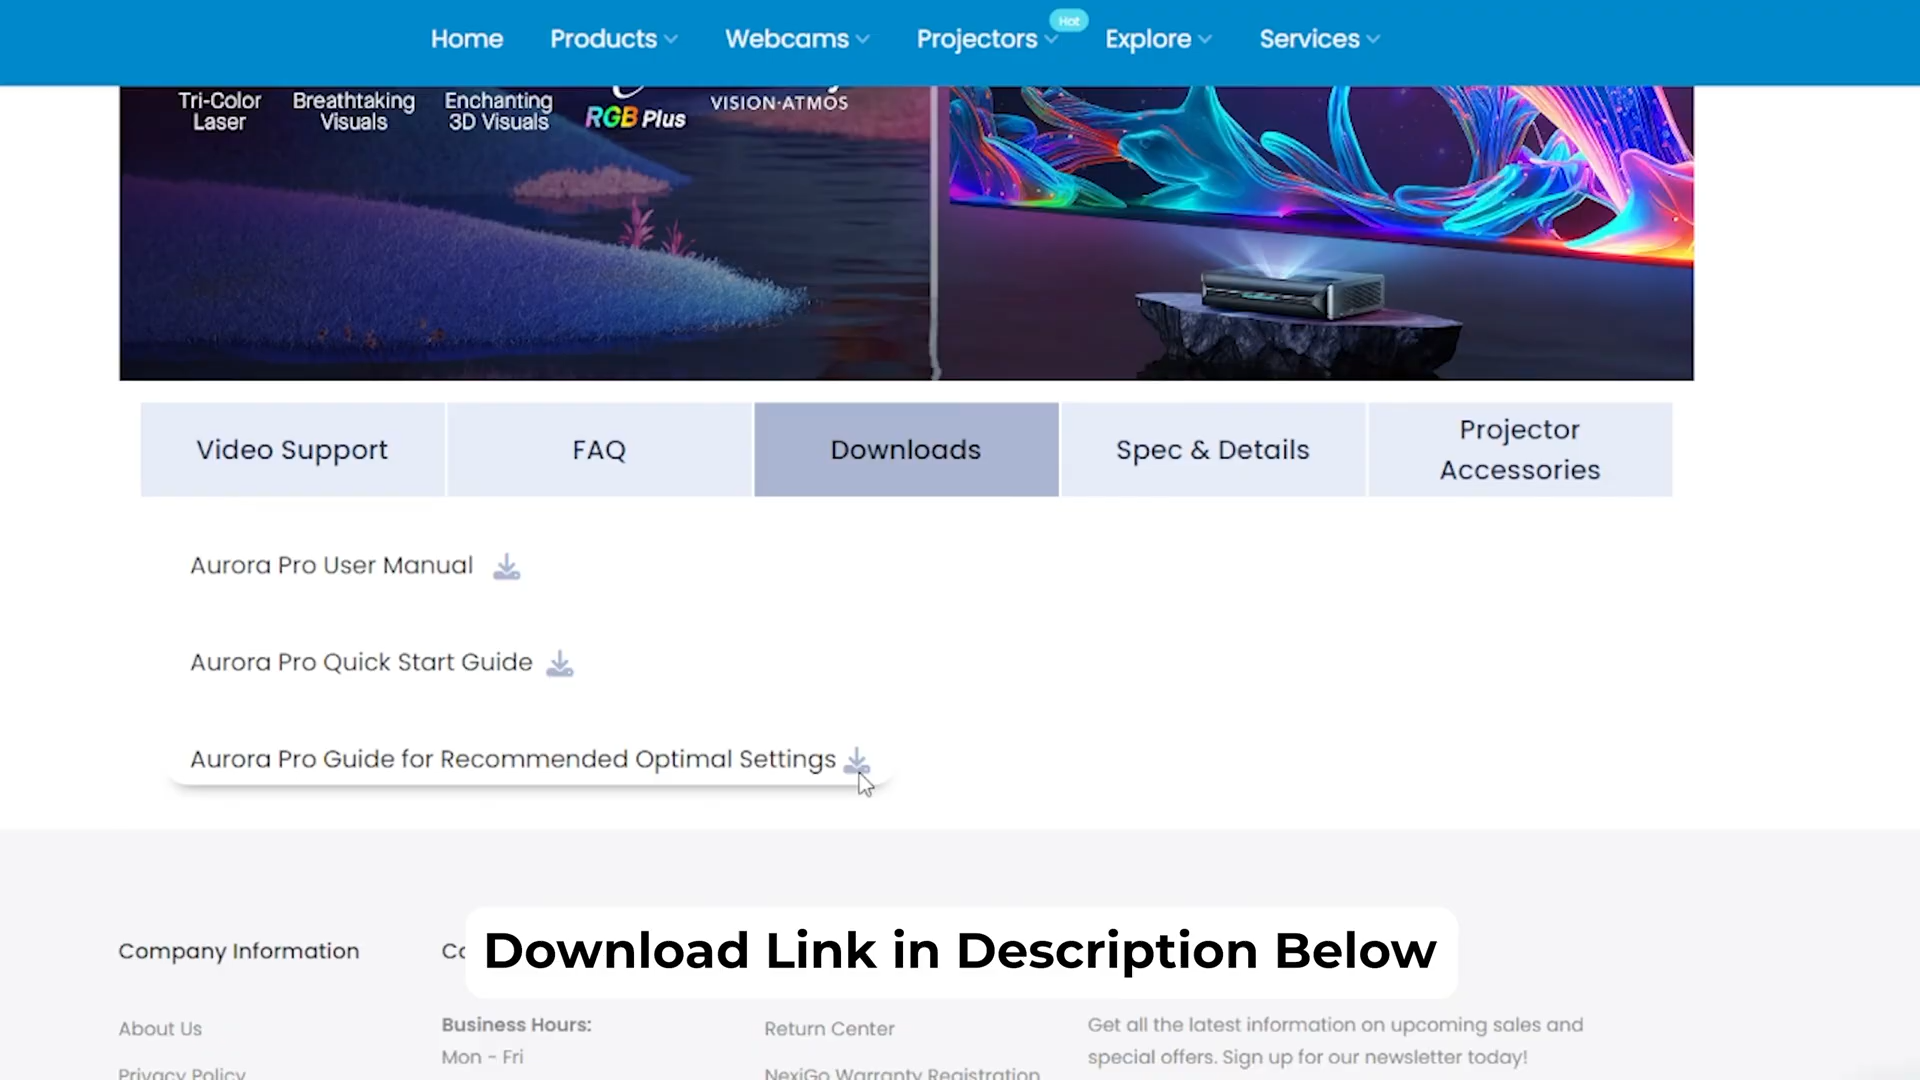 Home Products Webcams Projectors Hot Explore Services
Tri-Color Laser
Breathtaking Visuals
Enchanting 3D Visuals
RGB Plus
VISION·ATMOS
Video Support
FAQ
Downloads
Spec & Details
Projector
Accessories
Aurora Pro User Manual
Aurora Pro Quick Start Guide
Aurora Pro Guide for Recommended Optimal Settings
Company Information
Download Link in Description Below
About Us
Privacy Policy
Business Hours:
Mon - Fri
Return Center
NexiGo Warranty Registration
Get all the latest information on upcoming sales and
special offers. Sign up for our newsletter today!